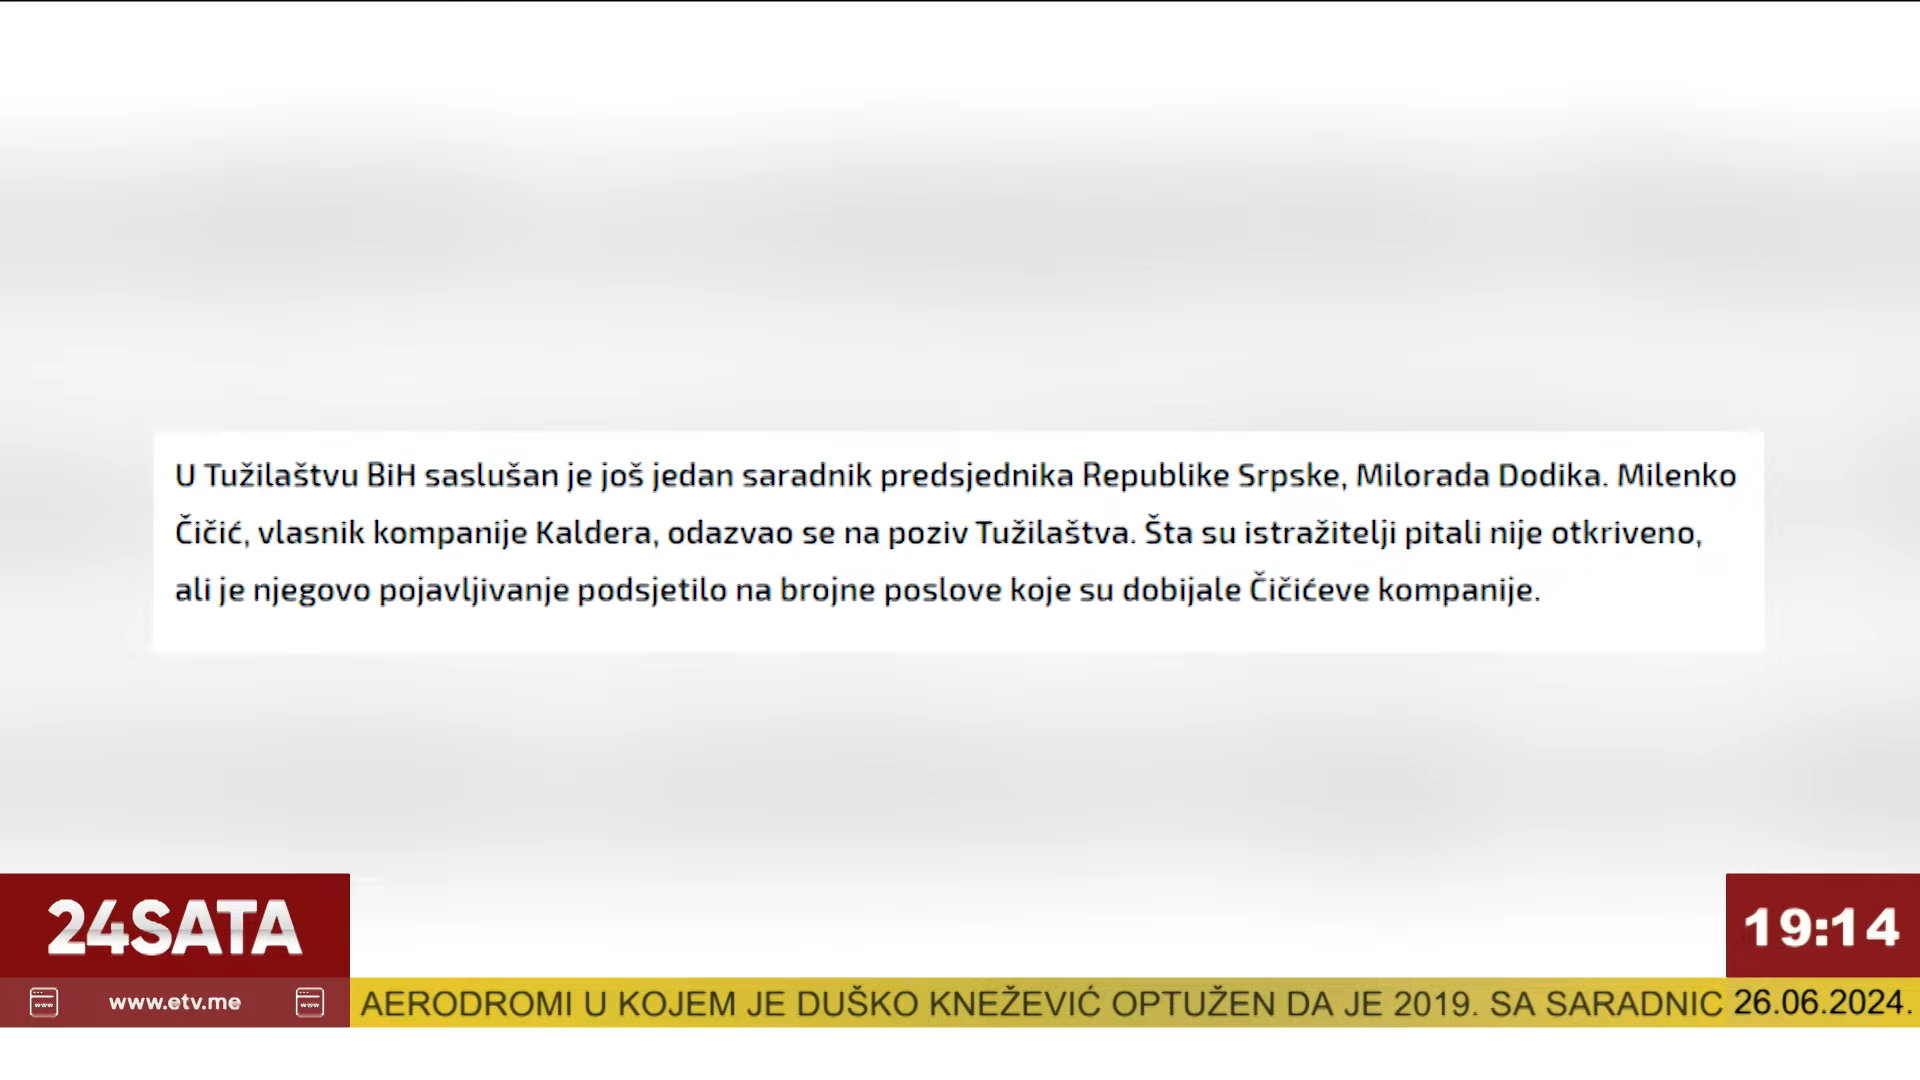 U Tužilaštvu BiH saslušan je još jedan saradnik predsjednika Republike Srpske, Milorada Dodika. Milenko
Čičić, vlasnik kompanije Kaldera, odazvao se na poziv Tužilaštva. Šta su istražitelji pitali nije otkriveno,
ali je njegovo pojavljivanje podsjetilo na brojne poslove koje su dobijale Čičićeve kompanije.
24SATA
19:14
www www.etv.me www
AERODROMI U KOJEM JE DUŠKO KNEŽEVIĆ OPTUŽEN DA JE 2019. SA SARADNIC
26.06.2024.